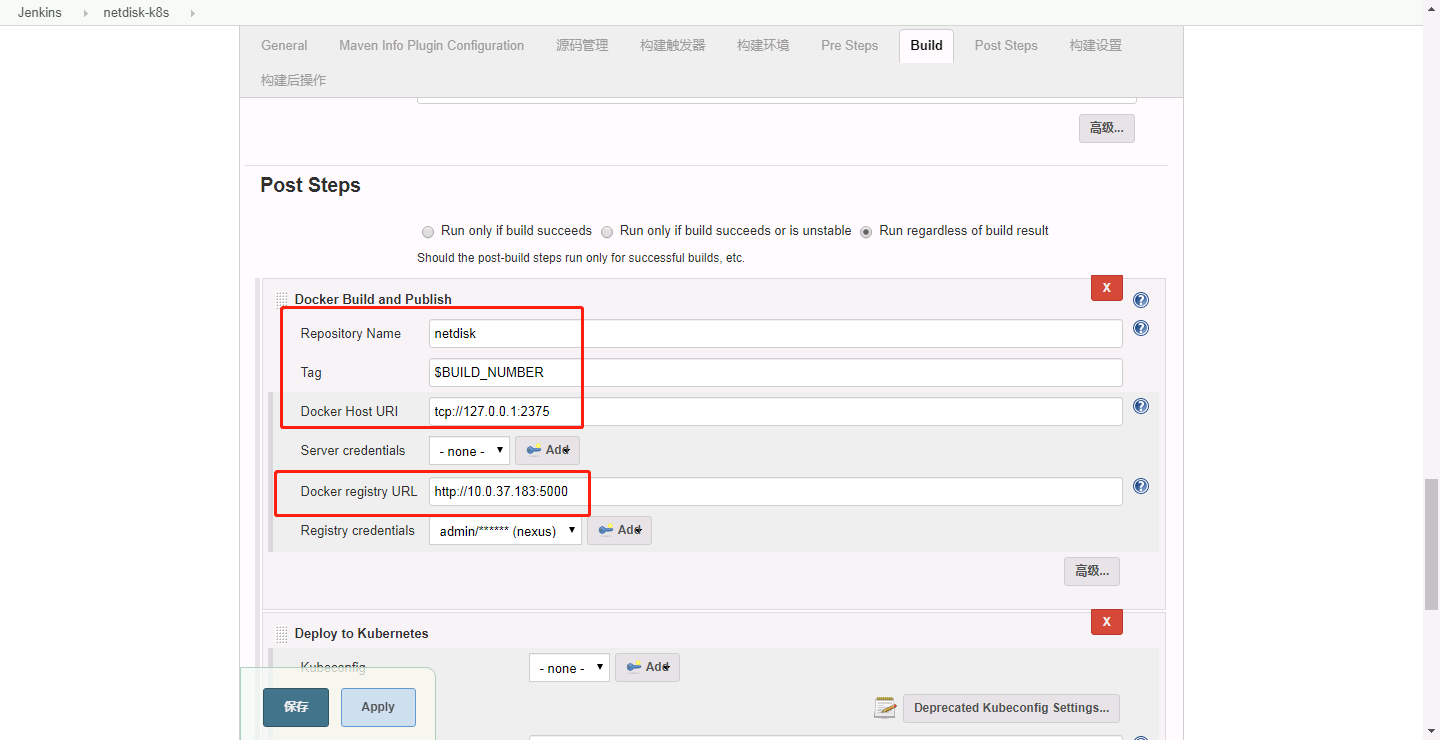 Jenkins netdisk-k8s
General Maven Info Plugin Configuration 源码管理 构建触发器 构建环境 Pre Steps Build Post Steps 构建设置
构建后操作
高级...
Post Steps
Run only if build succeeds Run only if build succeeds or is unstable Run regardless of build result
Should the post-build steps run only for successful builds, etc.
X
Docker Build and Publish
Repository Name netdisk
Tag $BUILD_NUMBER
Docker Host URI tcp://127.0.0.1:2375
Server credentials - none - Add
Docker registry URL http://10.0.37.183:5000
Registry credentials admin/****** (nexus) Add
高级...
X
Deploy to Kubernetes
Kubeconfig - none - Add
保存 Apply Deprecated Kubeconfig Settings...